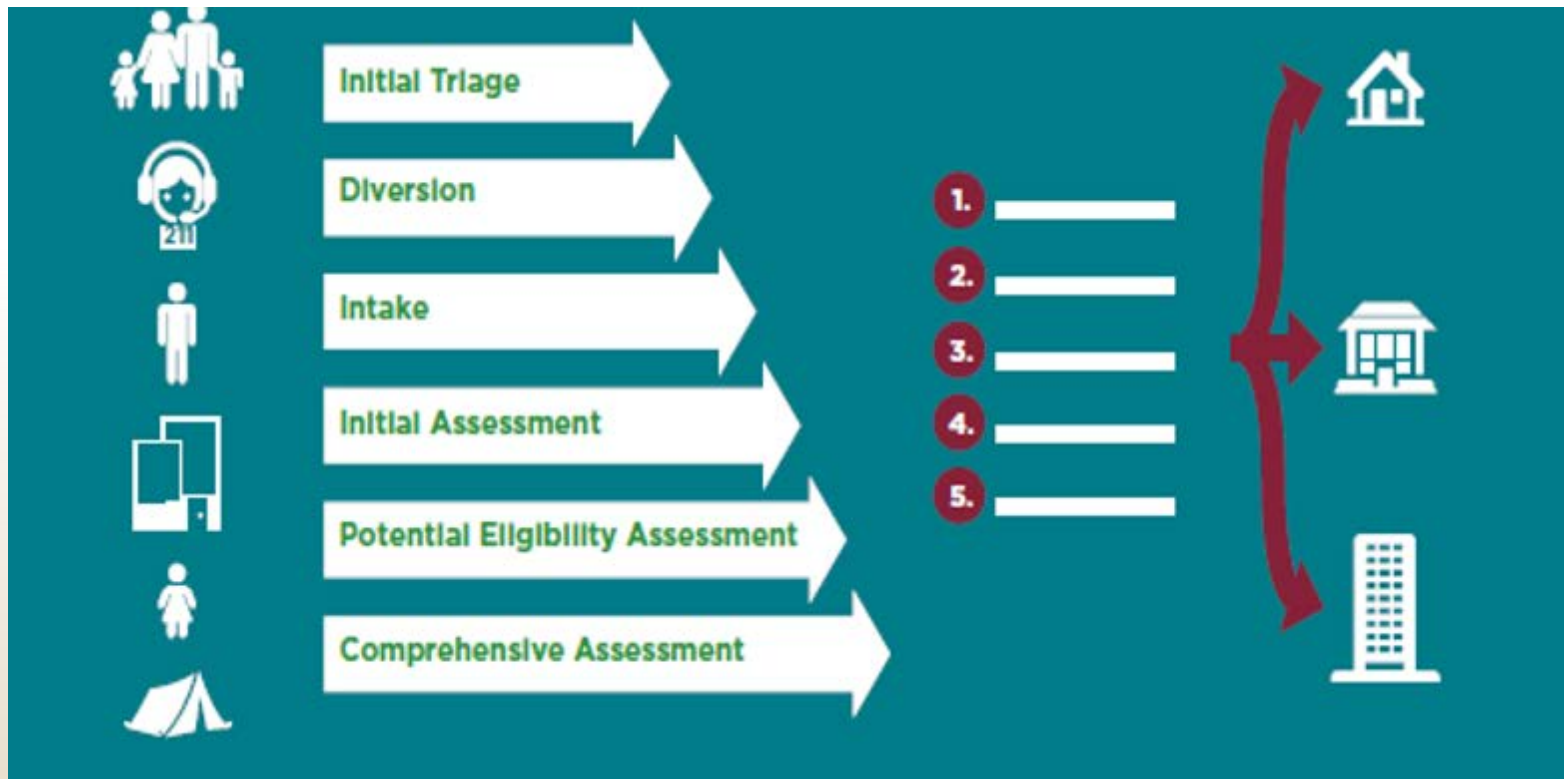 Initial Triage
Diversion
211
Intake
Initial Assessment
Potential Eligibility Assessment
Comprehensive Assessment
1.
2.
3.
4.
5.